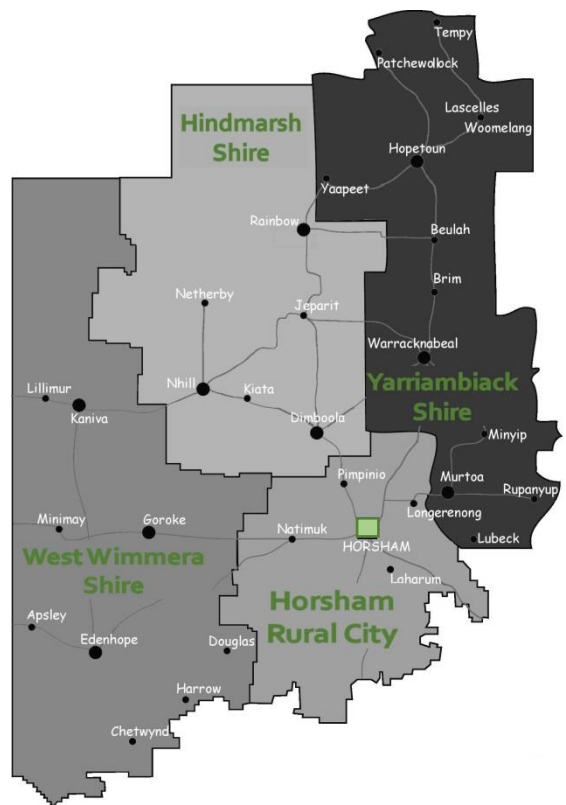 Tempy
Patchewollock
Lascelles
Woomelang
Hindmarsh
Shire
Hopetoun
Yaapeet
Rainbow
Beulah
Brim
Netherby
Jeparit
Warracknabeal
Lillimur
Nhill
Kiata
Yarriambiack
Shire
Kaniva
Dimboola
Minyip
Pimpinio
Murtoa
Rupanyup
Longerenong
Minimay
Goroke
Natimuk
HORSHAM
Lubeck
West Wimmera
Shire
Laharum
Horsham
Rural City
Apsley
Edenhope
Douglas
Harrow
Chetwynd